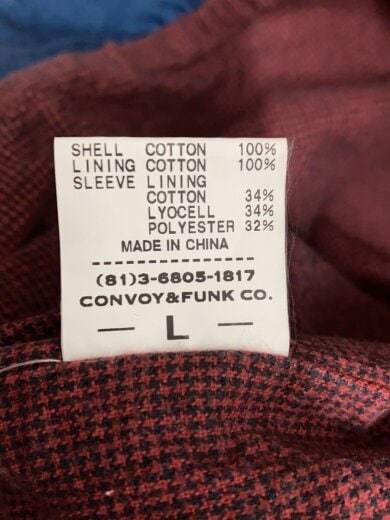 SHELL COTTON 100%
LINING COTTON 100%
SLEEVE LINING
COTTON 34%
LYOCELL 34%
POLYESTER 32%
MADE IN CHINA
(81)3-6805-1817
CONVOY&FUNK CO.
— L —